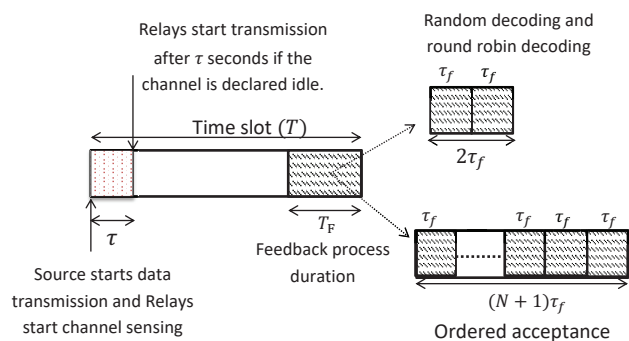 Relays start transmission
after τ seconds if the
channel is declared idle.
Random decoding and
round robin decoding
τ_f τ_f
2τ_f
Time slot (T)
τ
T_F
Feedback process
duration
Source starts data
transmission and Relays
start channel sensing
τ_f τ_f τ_f τ_f
(N + 1)τ_f
Ordered acceptance